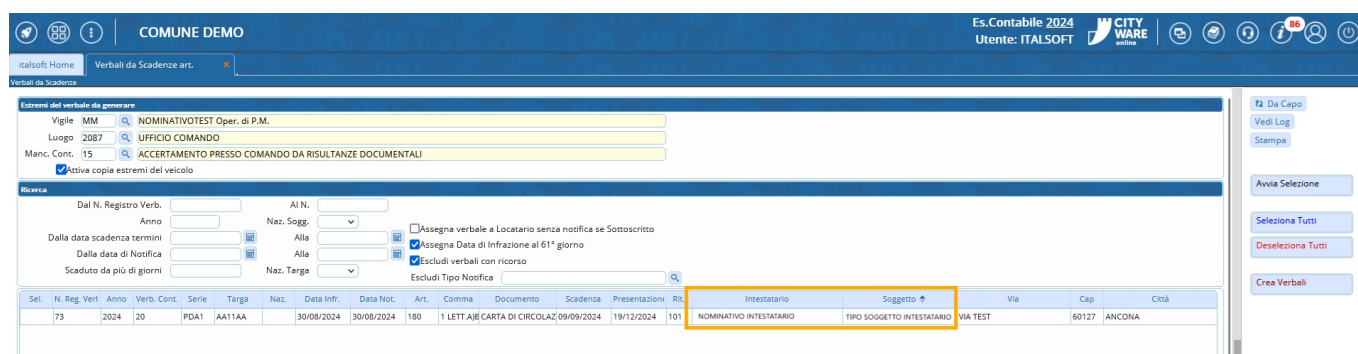 COMUNE DEMO
Es.Contabile 2024
Utente: ITALSOFT
CITY
WARE
online
86
italsoft Home
Verbali da Scadenze art.
×
Verbali da Scadenze
Estremi del verbale da generare
Vigile MM NOMINATIVOTEST Oper. di P.M.
Luogo 2087 UFFICIO COMANDO
Manc. Cont. 15 ACCERTAMENTO PRESSO COMANDO DA RISULTANZE DOCUMENTALI
Attiva copia estremi del veicolo
Ricerca
Dal N. Registro Verb. Al N.
Anno Naz. Sogg.
Assegna verbale a Locatario senza notifica se Sottoscritto
Dalla data scadenza termini Alla
Assegna Data di Infrazione al 61° giorno
Dalla data di Notifica Alla
Escludi verbali con ricorso
Scaduto da più di giorni Naz. Targa
Escludi Tipo Notifica
Sel. N. Reg. Verl Anno Verb. Cont. Serie Targa Naz. Data Infr. Data Not. Art. Comma Documento Scadenza Presentazione Rit. Intestatario Soggetto Via Cap Città
73 2024 20 PDA1 AA11AA 30/08/2024 30/08/2024 180 1 LETT.A)E CARTA DI CIRCOLAZ 09/09/2024 19/12/2024 101 NOMINATIVO INTESTATARIO TIPO SOGGETTO INTESTATARIO VIA TEST 60127 ANCONA
Da Capo
Vedi Log
Stampa
Avvia Selezione
Seleziona Tutti
Deseleziona Tutti
Crea Verbali